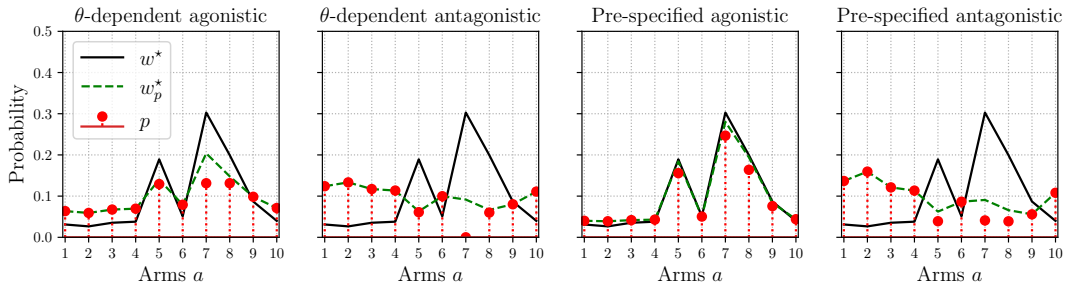 θ-dependent agonistic
θ-dependent antagonistic
Pre-specified agonistic
Pre-specified antagonistic
Probability
0.5
0.4
0.3
0.2
0.1
0.0
w⋆
w⋆p
p
1 2 3 4 5 6 7 8 9 10
1 2 3 4 5 6 7 8 9 10
1 2 3 4 5 6 7 8 9 10
1 2 3 4 5 6 7 8 9 10
Arms a
Arms a
Arms a
Arms a